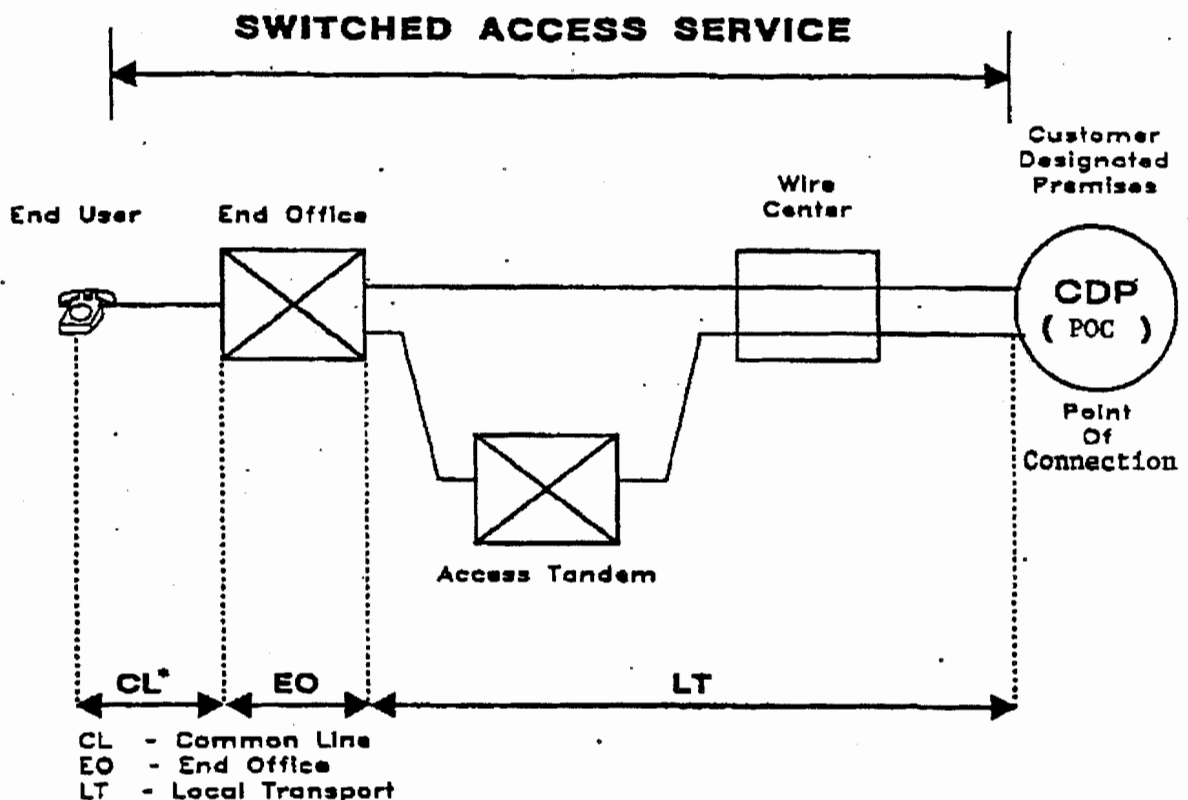 SWITCHED ACCESS SERVICE
Customer
Designated
Premises
Wire
Center
End User
End Office
CDP
( POC )
Point
Of
Connection
Access Tandem
CL*
EO
LT
CL - Common Line
EO - End Office
LT - Local Transport